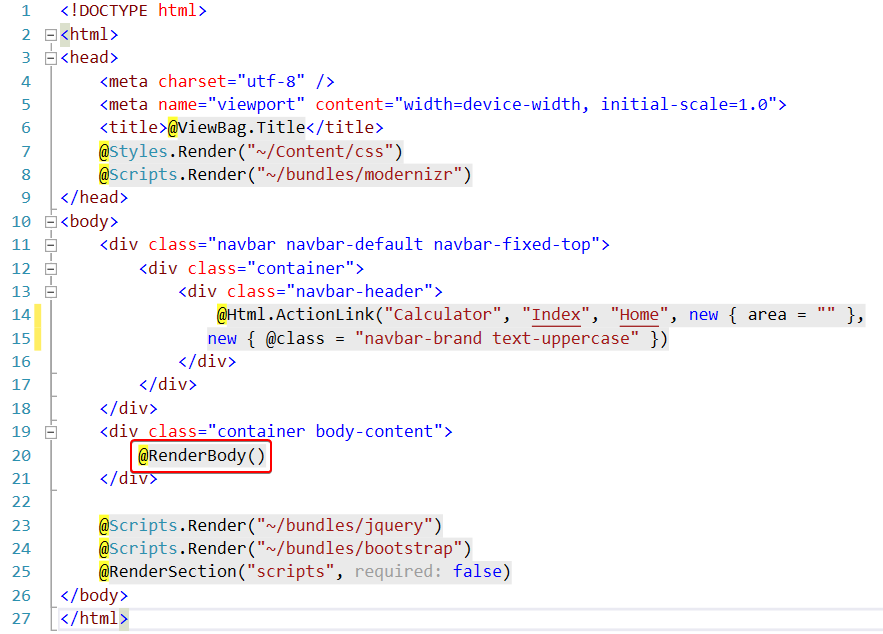 1 <!DOCTYPE html>
2 <html>
3 <head>
4     <meta charset="utf-8" />
5     <meta name="viewport" content="width=device-width, initial-scale=1.0">
6     <title>@ViewBag.Title</title>
7     @Styles.Render("~/Content/css")
8     @Scripts.Render("~/bundles/modernizr")
9 </head>
10 <body>
11     <div class="navbar navbar-default navbar-fixed-top">
12         <div class="container">
13             <div class="navbar-header">
14                 @Html.ActionLink("Calculator", "Index", "Home", new { area = "" },
15                new { @class = "navbar-brand text-uppercase" })
16             </div>
17         </div>
18     </div>
19     <div class="container body-content">
20         @RenderBody()
21     </div>
22
23     @Scripts.Render("~/bundles/jquery")
24     @Scripts.Render("~/bundles/bootstrap")
25     @RenderSection("scripts", required: false)
26 </body>
27 </html>